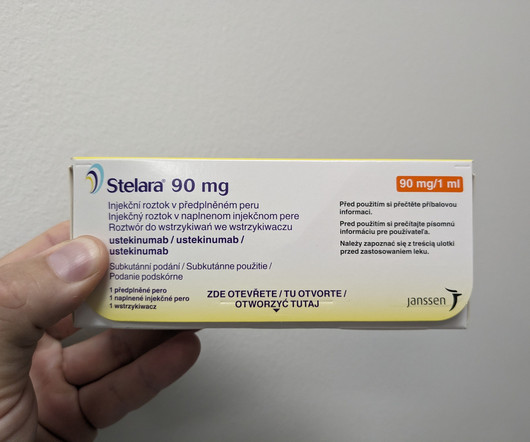 Stelara® 90 mg
90 mg/1 ml
Injekční roztok v předplněném peru
Injekčný roztok v naplnenom injekčnom pere
Roztwór do wstrzykiwań we wstrzykiwaczu
ustekinumab / ustekinumab /
ustekinumab
Subkutánní podání / Subkutánne použitie /
Podanie podskórne
1 předplněné pero
1 naplnené injekčné pero
1 wstrzykiwacz
Před použitím si přečtěte příbalovou
informaci.
Pred použitím si prečítajte písomnú
informáciu pre používateľa.
Należy zapoznać się z treścią ulotki
przed zastosowaniem leku.
ZDE OTEVŘETE / TU OTVORTE /
OTWORZYĆ TUTAJ
janssen